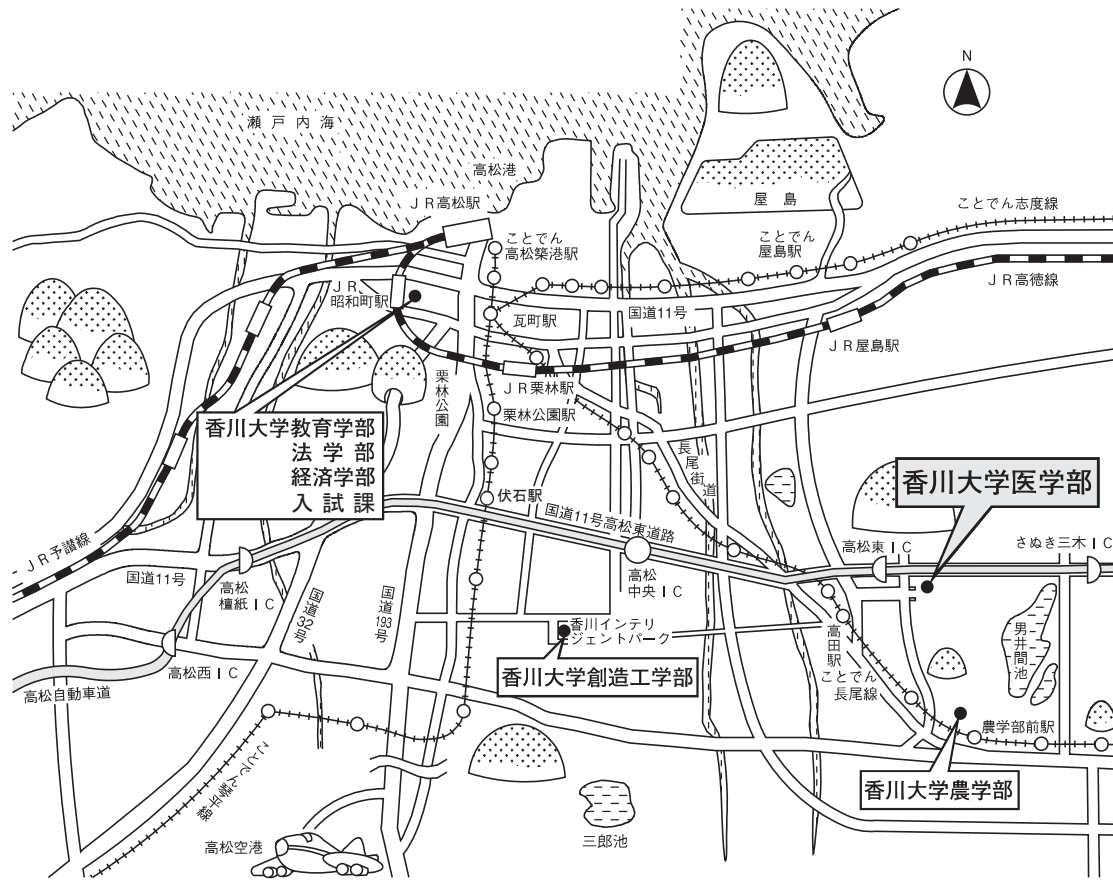 N
瀬戸内海
高松港
JR高松駅
屋島
ことでん志度線
ことでん
高松築港駅
ことでん
屋島駅
JR高徳線
JR
昭和町駅
瓦町駅
国道11号
JR屋島駅
JR栗林駅
栗林公園
栗林公園駅
香川大学教育学部
法学部
経済学部
入試課
長尾街道
香川大学医学部
伏石駅
国道11号高松東道路
高松東IC
さぬき三木IC
JR予讃線
国道11号
高松
檀紙IC
高松
中央IC
国道32号
国道193号
香川インテリ
ジェントパーク
高田駅
ことでん
長尾線
男井間池
高松西IC
香川大学創造工学部
高松自動車道
農学部前駅
ことでん琴平線
香川大学農学部
三郎池
高松空港